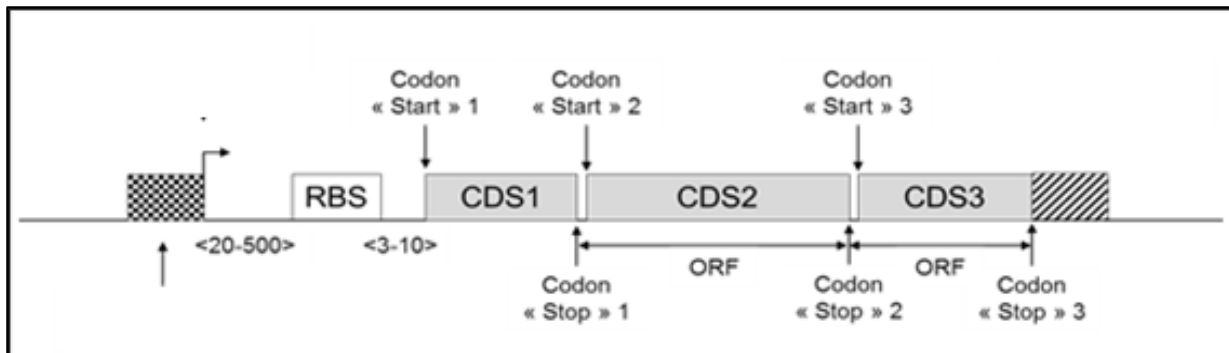 Codon
« Start » 1
Codon
« Start » 2
Codon
« Start » 3
RBS
CDS1
CDS2
CDS3
<20-500>
<3-10>
ORF
ORF
Codon
« Stop » 1
Codon
« Stop » 2
Codon
« Stop » 3